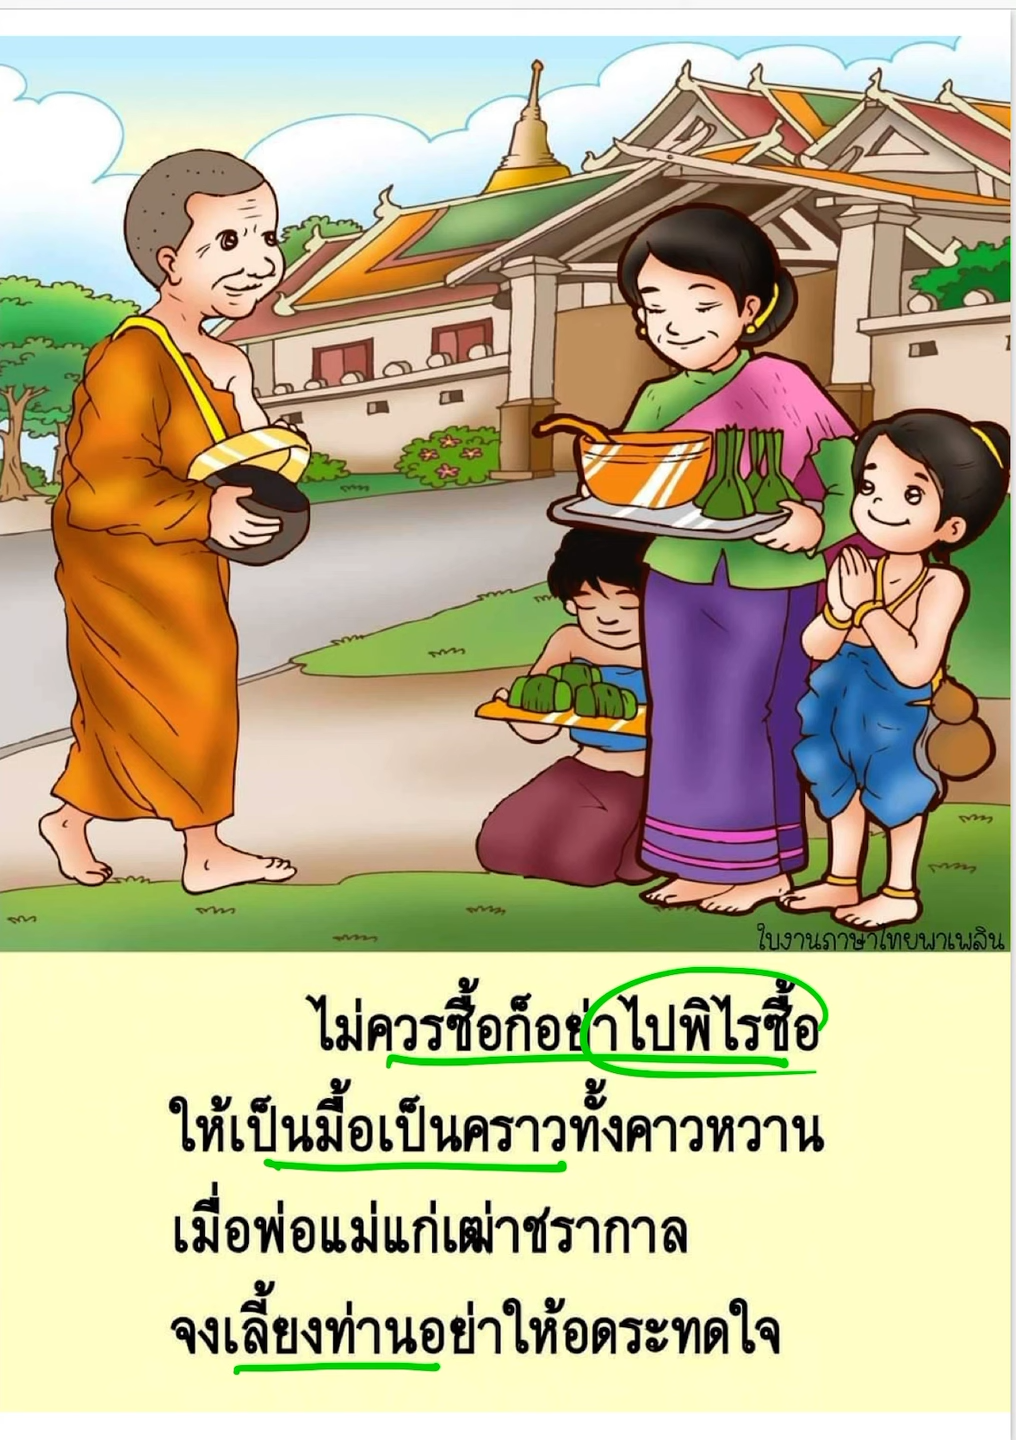 ใบงานภาษาไทยพาเพลิน
ไม่ควรซื้อก็อย่าไปพิไรซื้อ
ให้เป็นมื้อเป็นคราวทั้งคาวหวาน
เมื่อพ่อแม่แก่เฒ่าชรากาล
จงเลี้ยงท่านอย่าให้อดระทดใจ